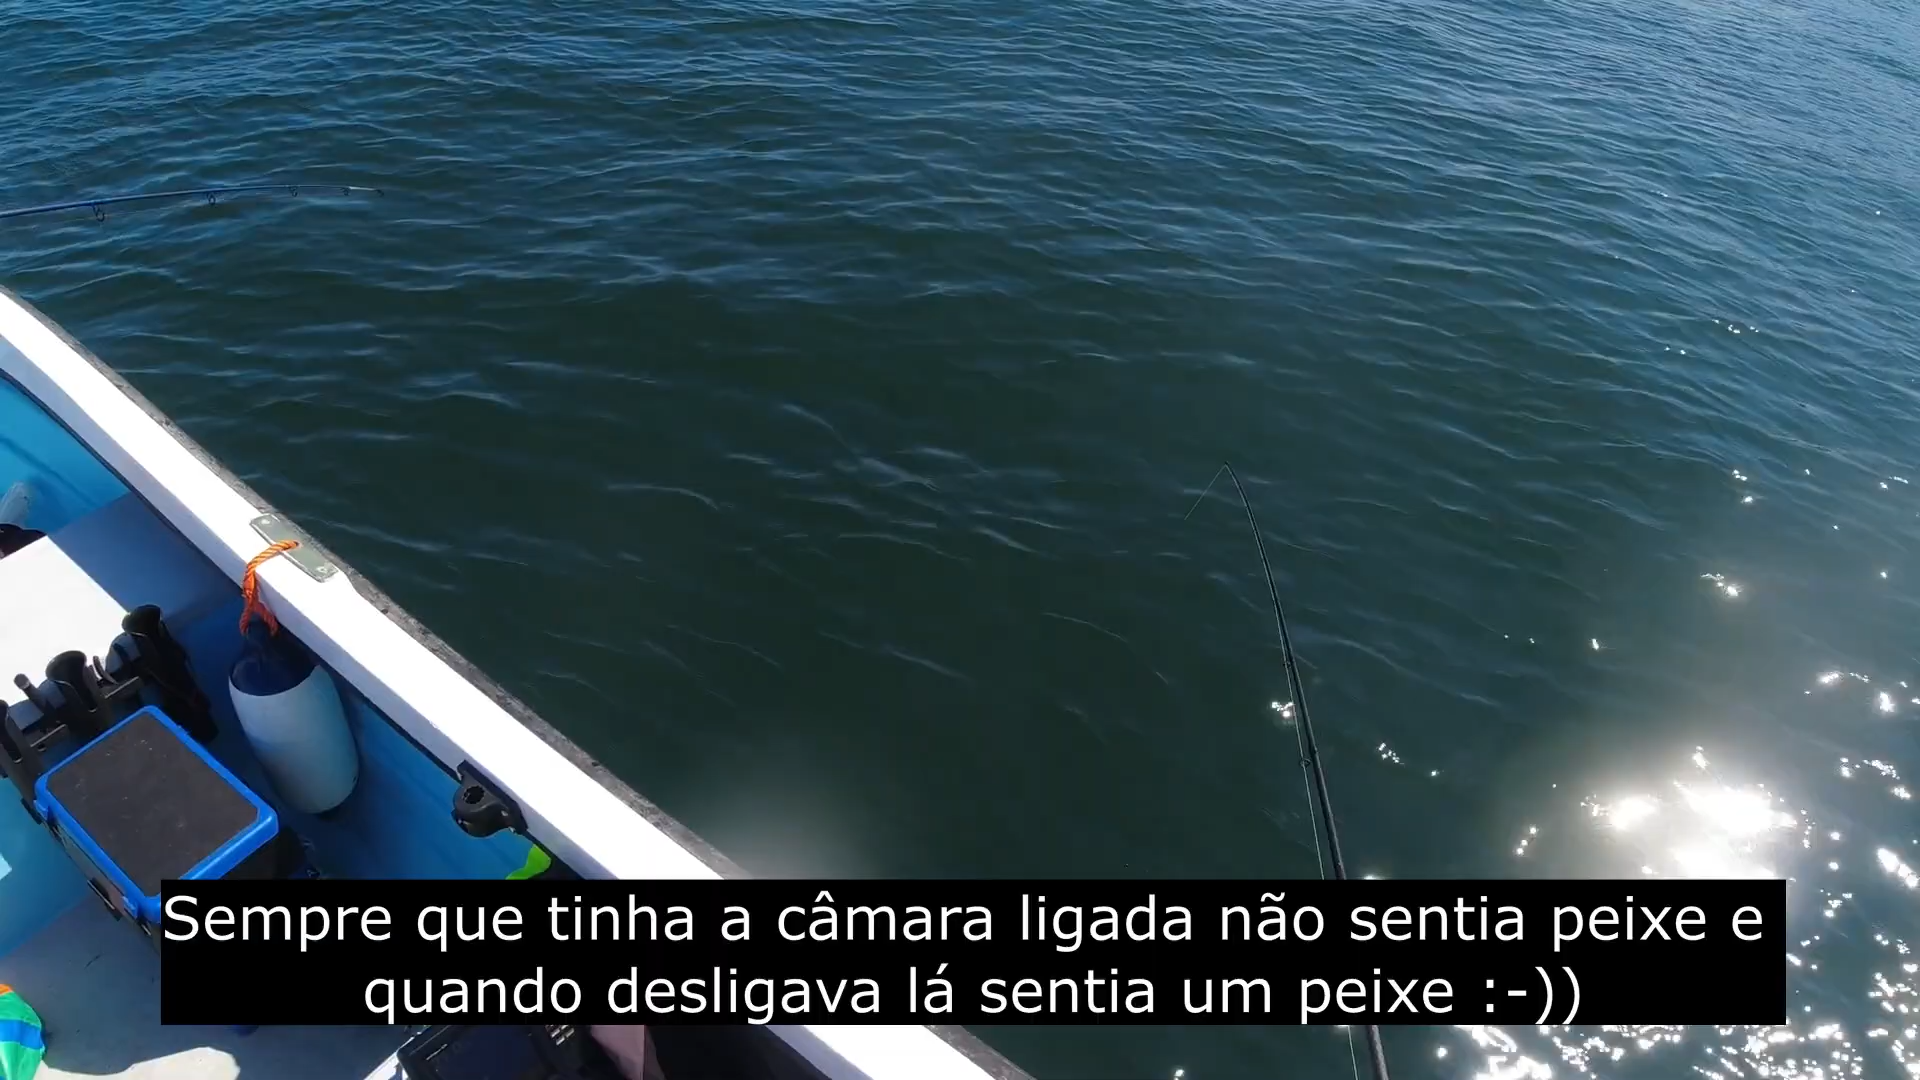 Sempre que tinha a câmara ligada não sentia peixe e
quando desligava lá sentia um peixe :-))